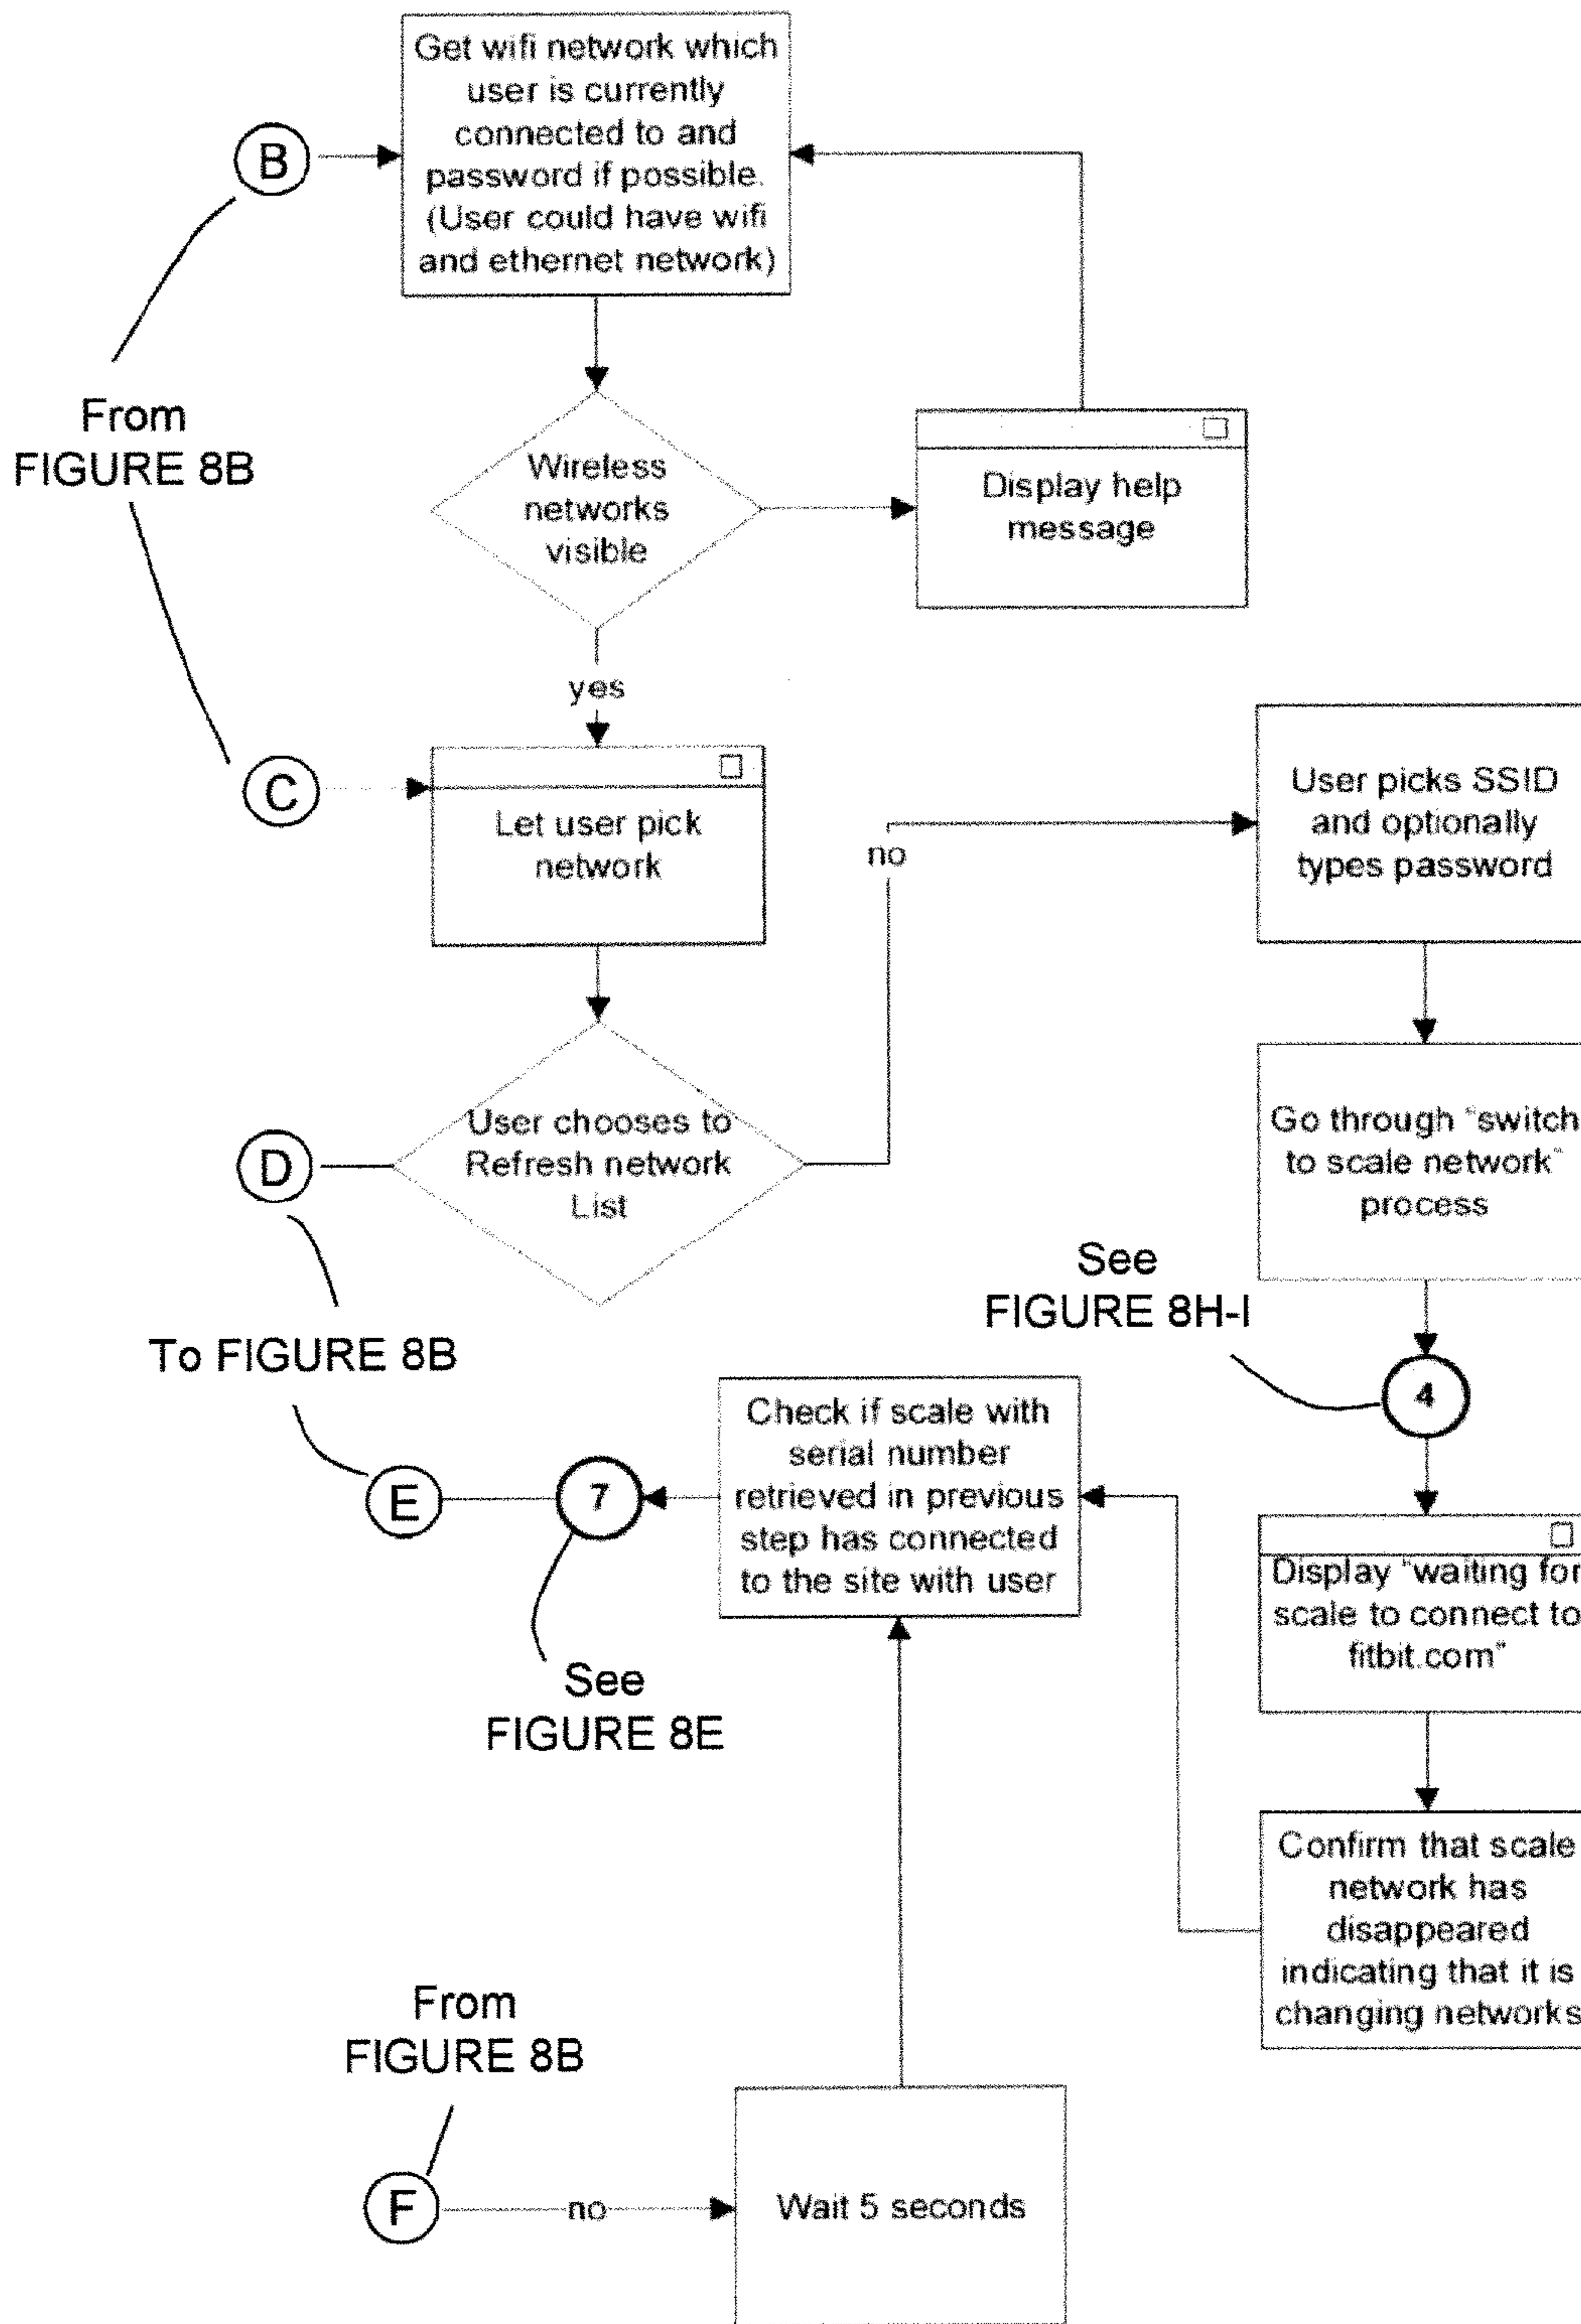 Get wifi network which
user is currently
connected to and
password if possible.
(User could have wifi
and ethernet network)
B
From
FIGURE 8B
Wireless
networks
visible
Display help
message
yes
C
Let user pick
network
no
User picks SSID
and optionally
types password
D
User chooses to
Refresh network
List
Go through "switch
to scale network"
process
See
FIGURE 8H-I
To FIGURE 8B
4
Check if scale with
serial number
retrieved in previous
step has connected
to the site with user
E
7
Display "waiting for
scale to connect to
fitbit.com"
See
FIGURE 8E
Confirm that scale
network has
disappeared
indicating that it is
changing networks
From
FIGURE 8B
F
no
Wait 5 seconds